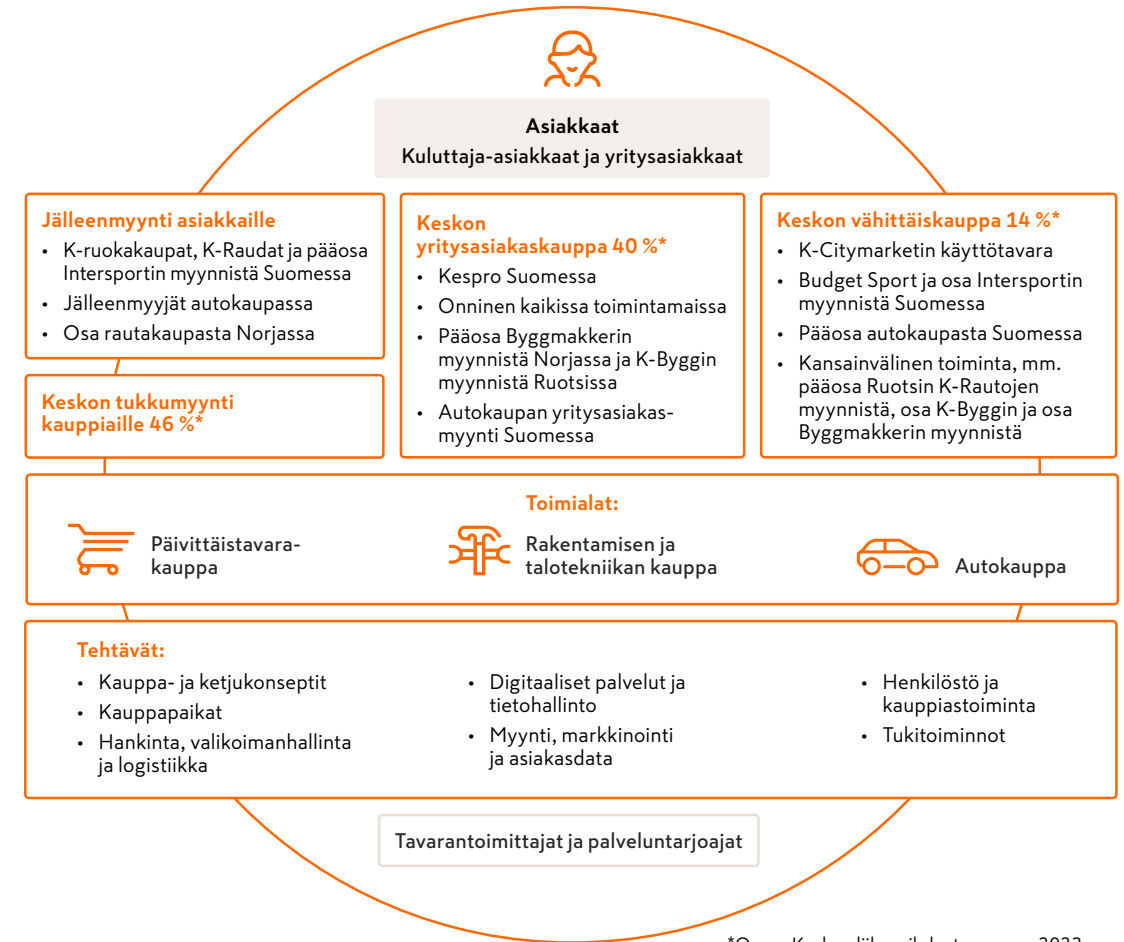 Asiakkaat
Kuluttaja-asiakkaat ja yritysasiakkaat
Jälleenmyynti asiakkaille
• K-ruokakaupat, K-Raudat ja pääosa
Intersportin myynnistä Suomessa
• Jälleenmyyjät autokaupassa
• Osa rautakaupasta Norjassa
Keskon tukkumyynti
kauppiaille 46 %*
Keskon
yritysasiakaskauppa 40 %*
• Kespro Suomessa
• Onninen kaikissa toimintamaissa
• Pääosa Byggmakkerin
myynnistä Norjassa ja K-Byggin
myynnistä Ruotsissa
• Autokaupan yritysasiakas-
myynti Suomessa
Keskon vähittäiskauppa 14 %*
• K-Citymarketin käyttötavara
• Budget Sport ja osa Intersportin
myynnistä Suomessa
• Pääosa autokaupasta Suomessa
• Kansainvälinen toiminta, mm.
pääosa Ruotsin K-Rautojen
myynnistä, osa K-Byggin ja osa
Byggmakkerin myynnistä
Toimialat:
Päivittäistavara-
kauppa
Rakentamisen ja
talotekniikan kauppa
Autokauppa
Tehtävät:
• Kauppa- ja ketjukonseptit
• Kauppapaikat
• Hankinta, valikoimanhallinta
ja logistiikka
• Digitaaliset palvelut ja
tietohallinto
• Myynti, markkinointi
ja asiakasdata
• Henkilöstö ja
kauppiastoiminta
• Tukitoiminnot
Tavarantoimittajat ja palveluntarjoajat